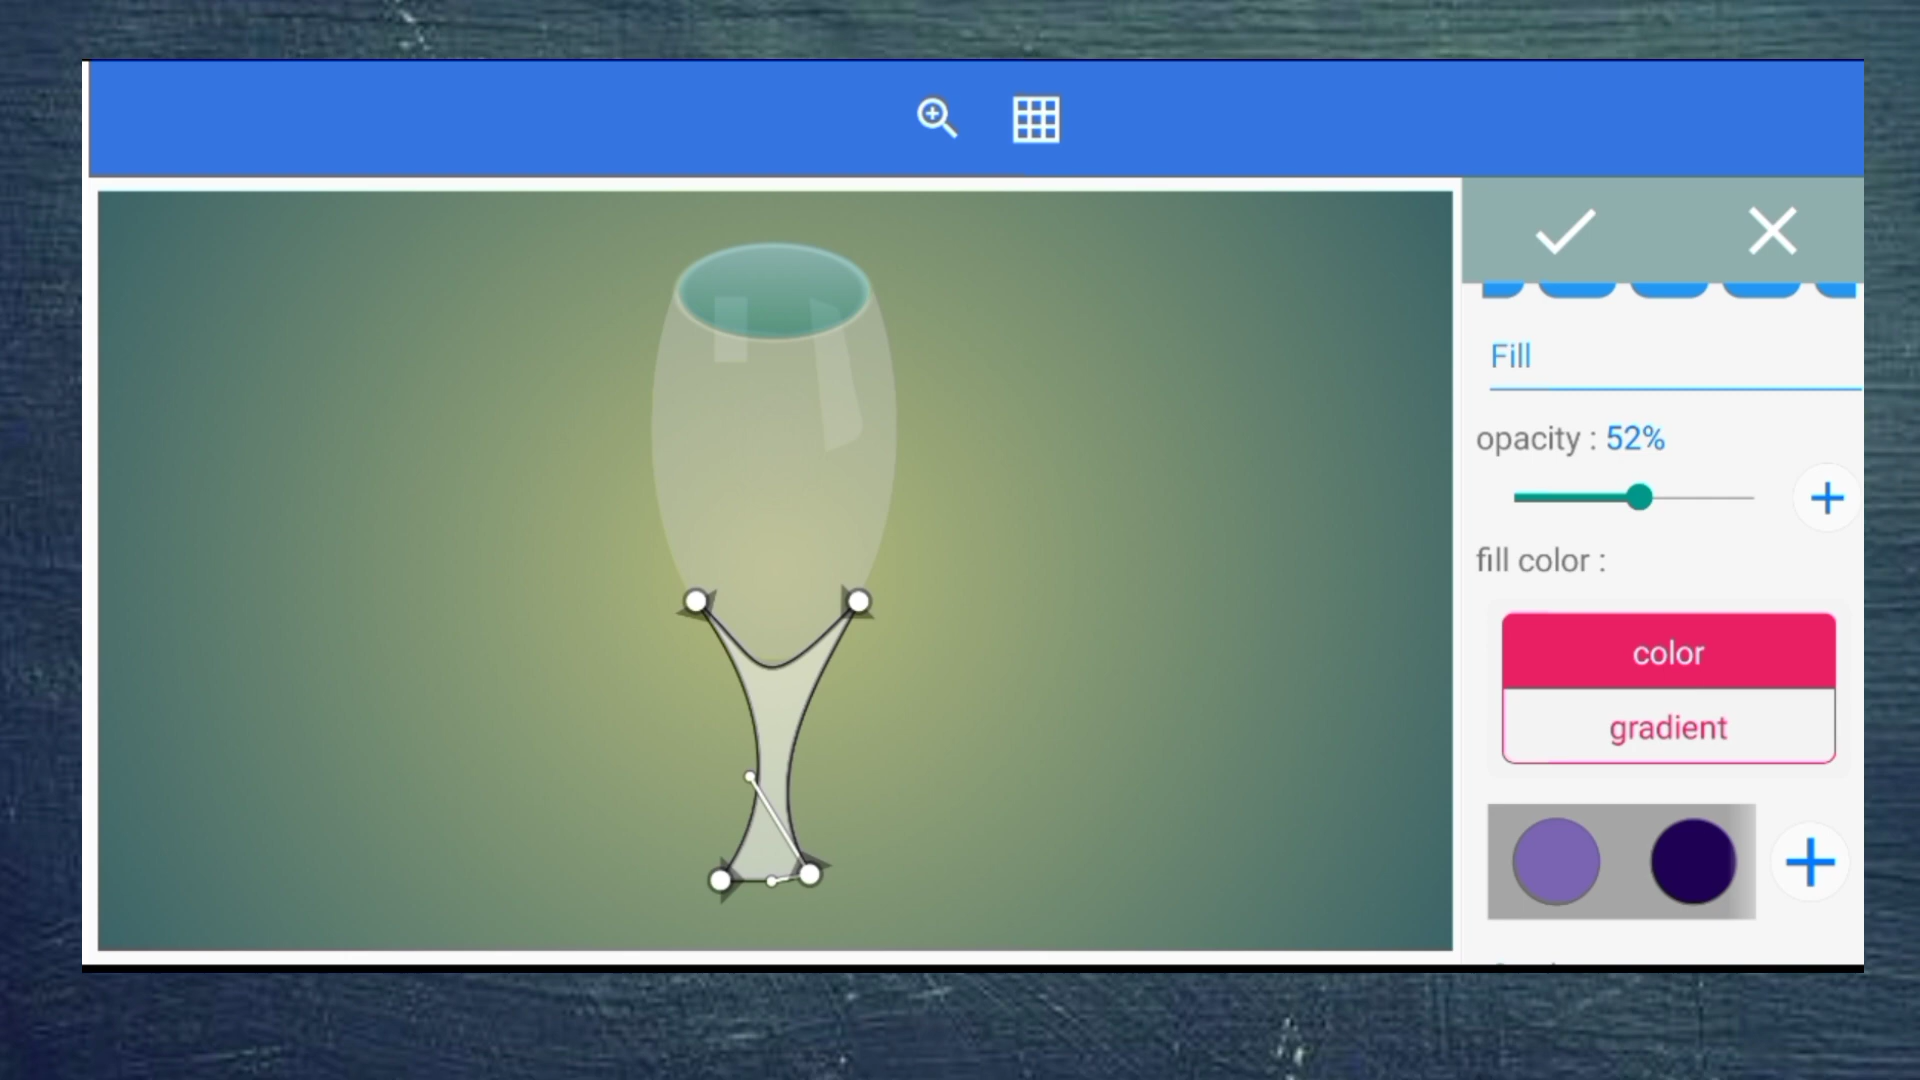 Fill
opacity : 52%
fill color :
color
gradient